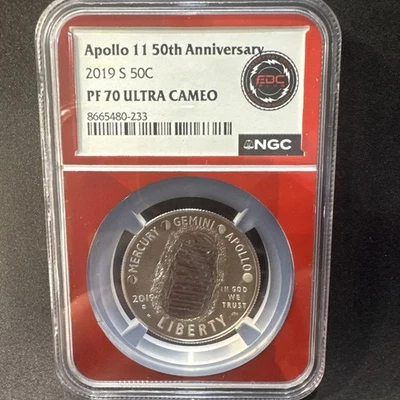 Apollo 11 50th Anniversary
2019 S 50C
PF 70 ULTRA CAMEO
8665480-233
EBC
NGC
MERCURY GEMINI APOLLO
2019
S
IN GOD
WE
TRUST
LIBERTY